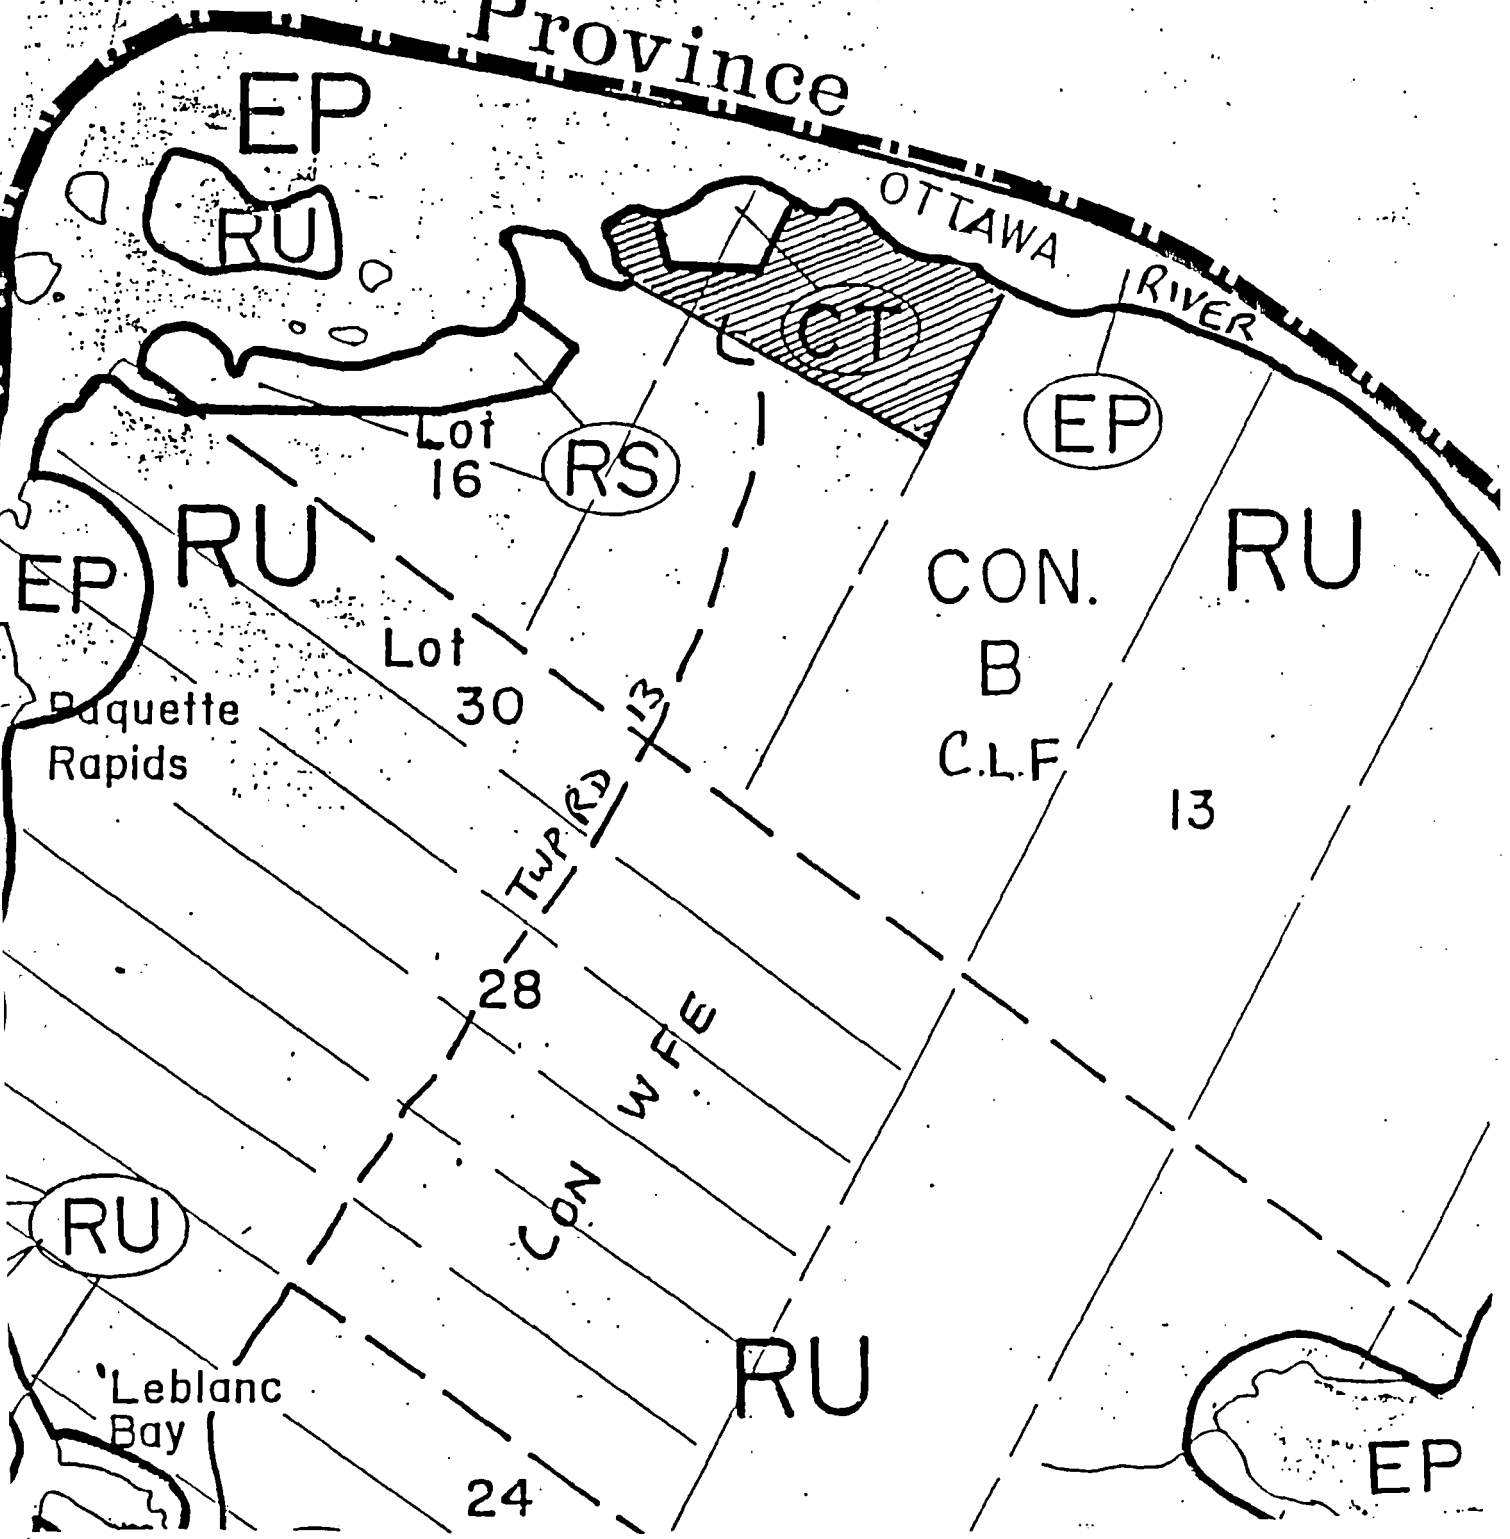 Province
EP
RU
OTTAWA
RIVER
CT
EP
Lot
16
RS
RU
EP
CON.
B
C.L.F
RU
Lot
30
13
Paquette
Rapids
TWP RD
13
28
CON WFE
RU
RU
'Leblanc
Bay
24
EP